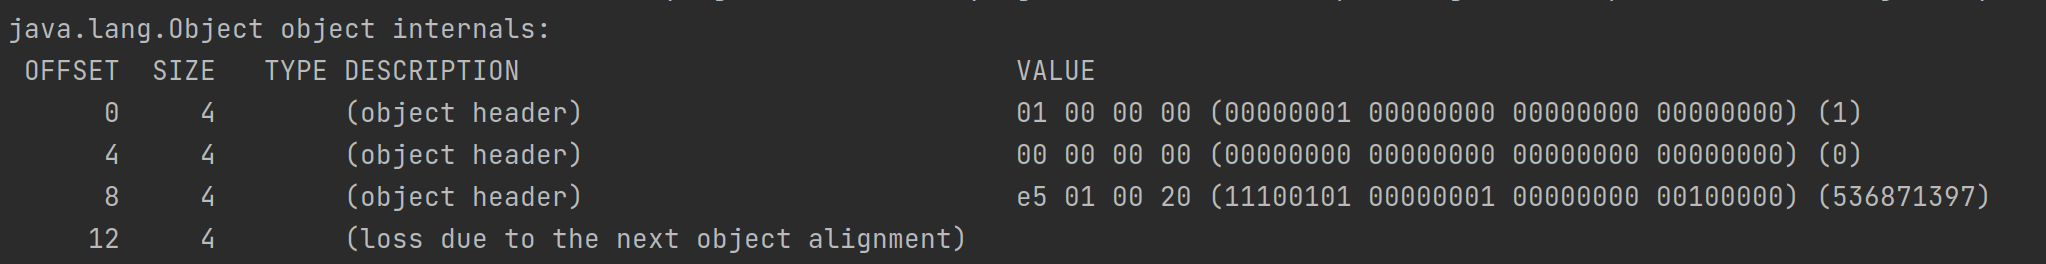 java.lang.Object object internals:
OFFSET  SIZE   TYPE DESCRIPTION                               VALUE
0     4        (object header)                           01 00 00 00 (00000001 00000000 00000000 00000000) (1)
4     4        (object header)                           00 00 00 00 (00000000 00000000 00000000 00000000) (0)
8     4        (object header)                           e5 01 00 20 (11100101 00000001 00000000 00100000) (536871397)
12     4        (loss due to the next object alignment)